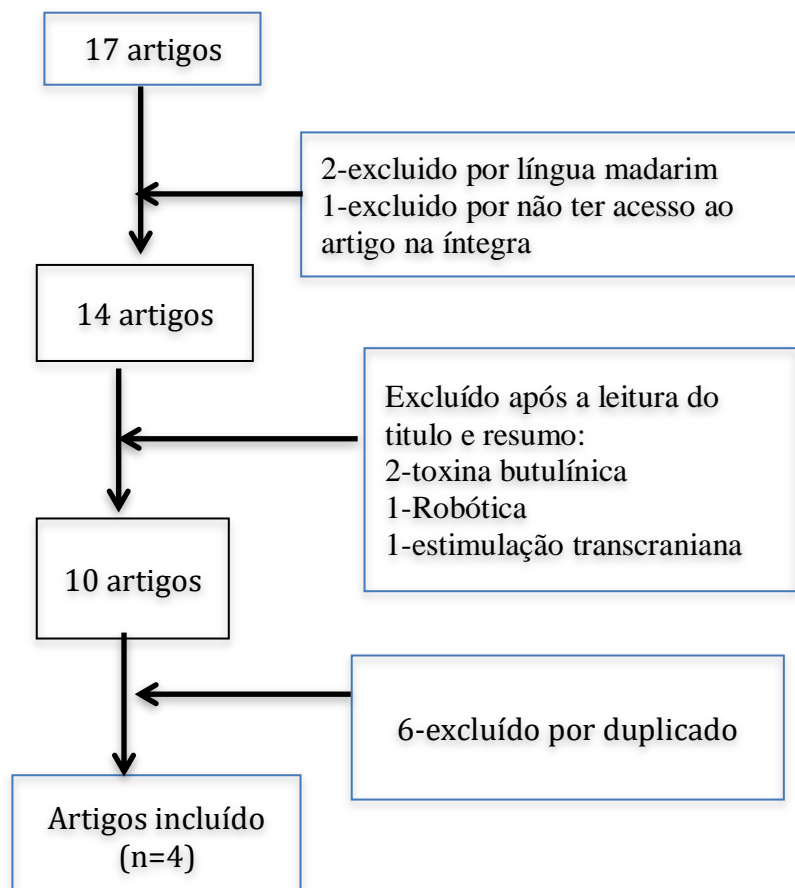 17 artigos
2-excluido por língua madarim
1-excluido por não ter acesso ao
artigo na íntegra
14 artigos
Excluído após a leitura do
titulo e resumo:
2-toxina butulínica
1-Robótica
1-estimulação transcraniana
10 artigos
6-excluído por duplicado
Artigos incluído
(n=4)